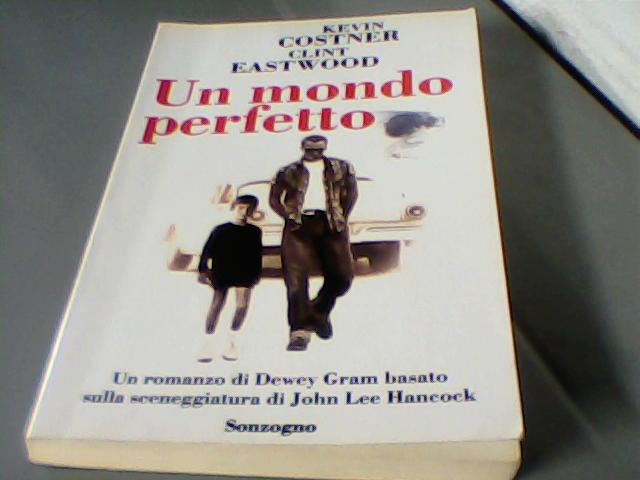 KEVIN
COSTNER
CLINT
EASTWOOD
Un mondo
perfetto
Un romanzo di Dewey Gram basato
sulla sceneggiatura di John Lee Hancock
Sonzogno